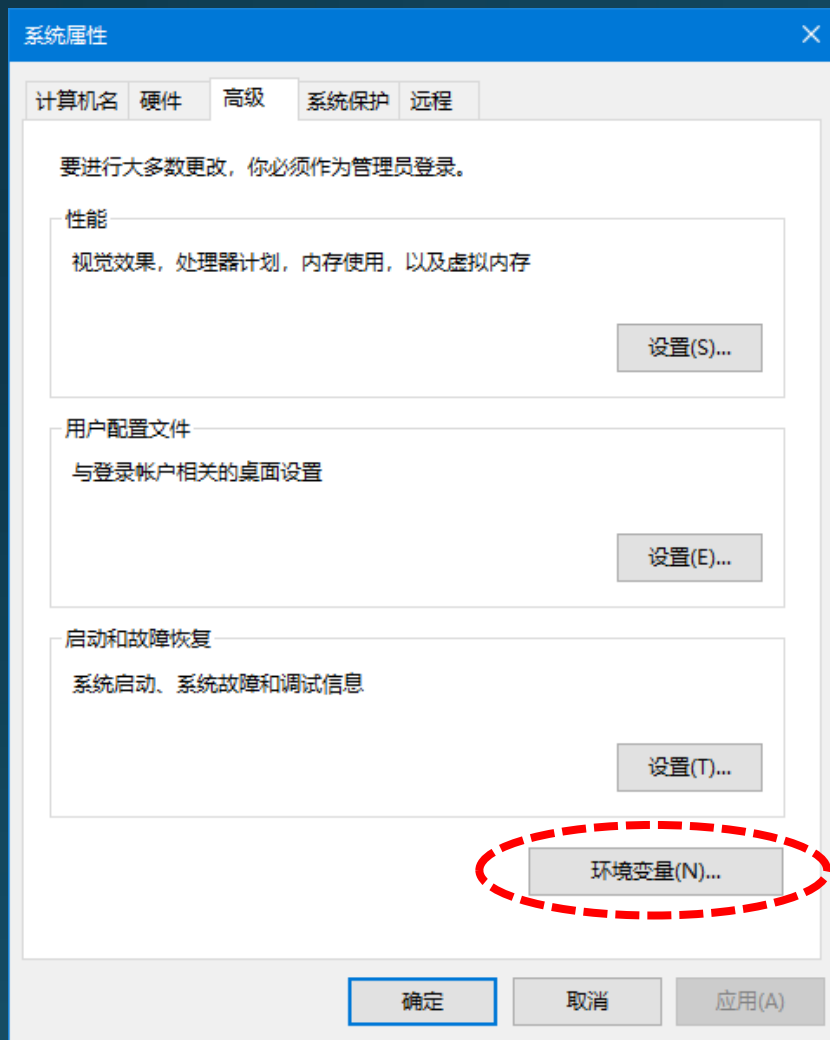 系统属性
计算机名 硬件 高级 系统保护 远程
要进行大多数更改，你必须作为管理员登录。
性能
视觉效果，处理器计划，内存使用，以及虚拟内存
设置(S)...
用户配置文件
与登录帐户相关的桌面设置
设置(E)...
启动和故障恢复
系统启动、系统故障和调试信息
设置(T)...
环境变量(N)...
确定 取消 应用(A)